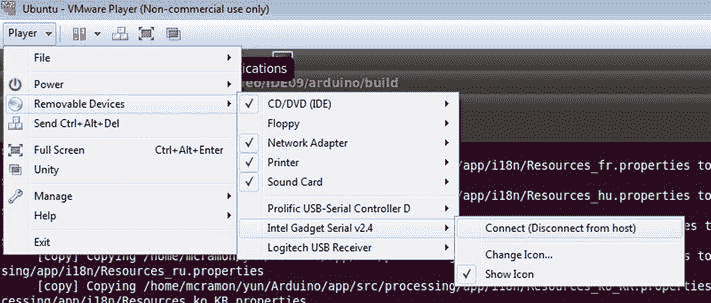 Ubuntu - VMware Player (Non-commercial use only)
Player
File
ications
Power
eo/IDE09/arduino/build
Removable Devices
CD/DVD (IDE)
Send Ctrl+Alt+Del
Floppy
Full Screen Ctrl+Alt+Enter
Network Adapter
Unity
Printer
/app/i18n/Resources_fr.properties to
Sound Card
Manage
/app/i18n/Resources_hu.properties to
Help
Prolific USB-Serial Controller D
Intel Gadget Serial v2.4
Connect (Disconnect from host)
Exit
Logitech USB Receiver
[copy] Copying /home/mcramon/yun/Ar
Change Icon...
sing/app/i18n/Resources_ru.properties
Show Icon
[copy] Copying /home/mcramon/yun/Arduino/app/src/processing/app/i18n/Resources_ko_KR.properties
cessing/app/i18n/Resources_ko_KR.properties